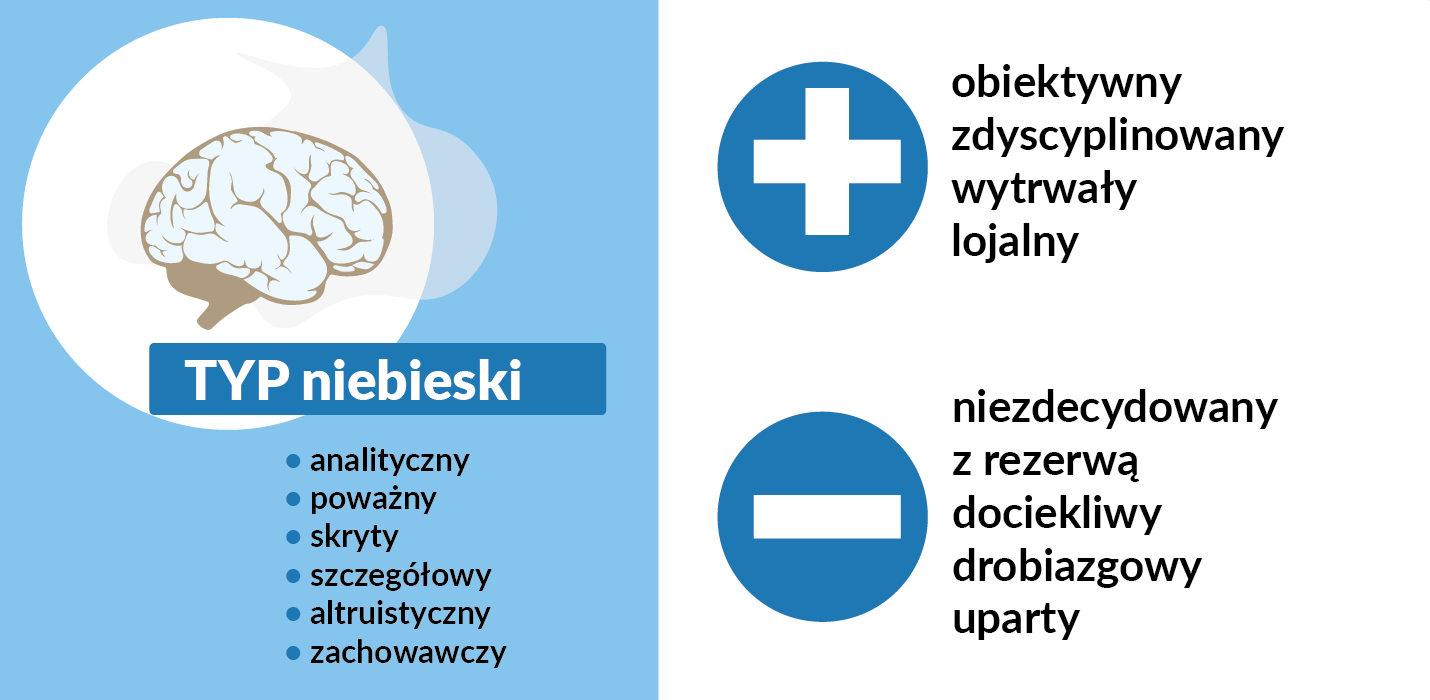 TYP niebieski
analityczny
poważny
skryty
szczegółowy
altruistyczny
zachowawczy
obiektywny
zdyscyplinowany
wytrwały
lojalny
niezdecydowany
z rezerwą
dociekliwy
drobiazgowy
uparty